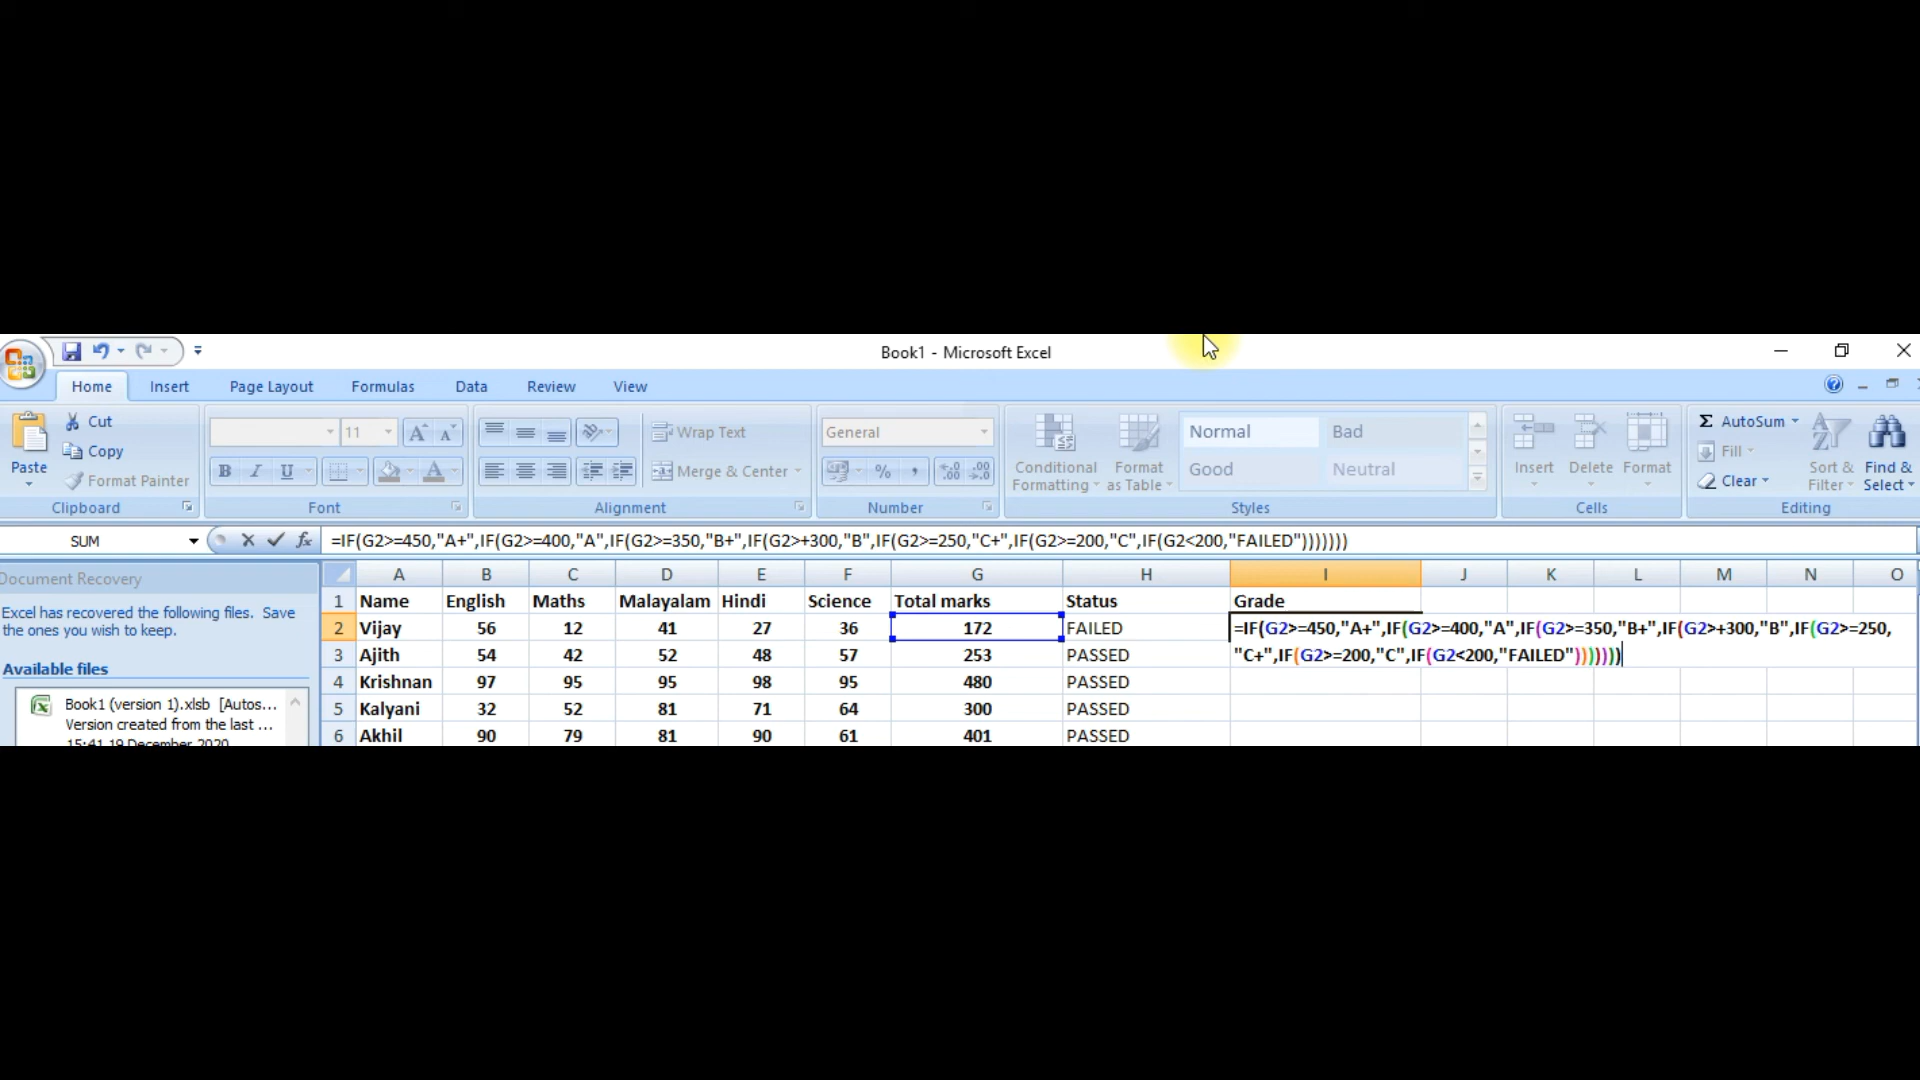 Book1 - Microsoft Excel
Home Insert Page Layout Formulas Data Review View
Paste
Cut
Copy
Format Painter
Clipboard
11
Font
Wrap Text
Merge & Center
Alignment
General
Number
Conditional Formatting
Format as Table
Normal Bad
Good Neutral
Styles
Insert Delete Format
Cells
AutoSum
Fill
Clear
Sort & Filter
Find & Select
Editing
SUM
=IF(G2>=450,"A+",IF(G2>=400,"A",IF(G2>=350,"B+",IF(G2>+300,"B",IF(G2>=250,"C+",IF(G2>=200,"C",IF(G2<200,"FAILED")))))))
Document Recovery
Excel has recovered the following files. Save
the ones you wish to keep.
Available files
Book1 (version 1).xlsb [Autos...
Version created from the last ...
15:41 19 December 2020
A B C D E F G H I J K L M N O
1 Name English Maths Malayalam Hindi Science Total marks Status Grade
2 Vijay 56 12 41 27 36 172 FAILED =IF(G2>=450,"A+",IF(G2>=400,"A",IF(G2>=350,"B+",IF(G2>+300,"B",IF(G2>=250,
"C+",IF(G2>=200,"C",IF(G2<200,"FAILED")))))))
3 Ajith 54 42 52 48 57 253 PASSED
4 Krishnan 97 95 95 98 95 480 PASSED
5 Kalyani 32 52 81 71 64 300 PASSED
6 Akhil 90 79 81 90 61 401 PASSED